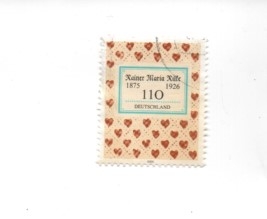 Rainer Maria Rilke
1875 1926
110
DEUTSCHLAND